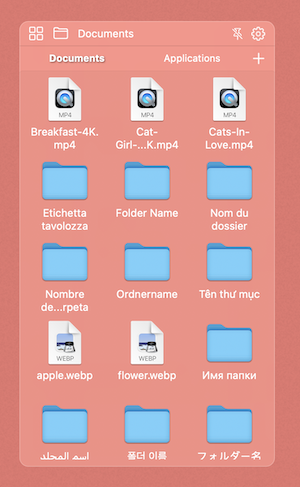 Documents
Documents Applications +
MP4 MP4 MP4
Breakfast-4K. Cat- Cats-In-
mp4 Girl-...K.mp4 Love.mp4
Etichetta Folder Name Nom du
tavolozza dossier
Nombre Ordnername Tên thư mục
de...rpeta
WEBP WEBP
apple.webp flower.webp Имя папки
اسم المجلد 폴더 이름 フォルダー名